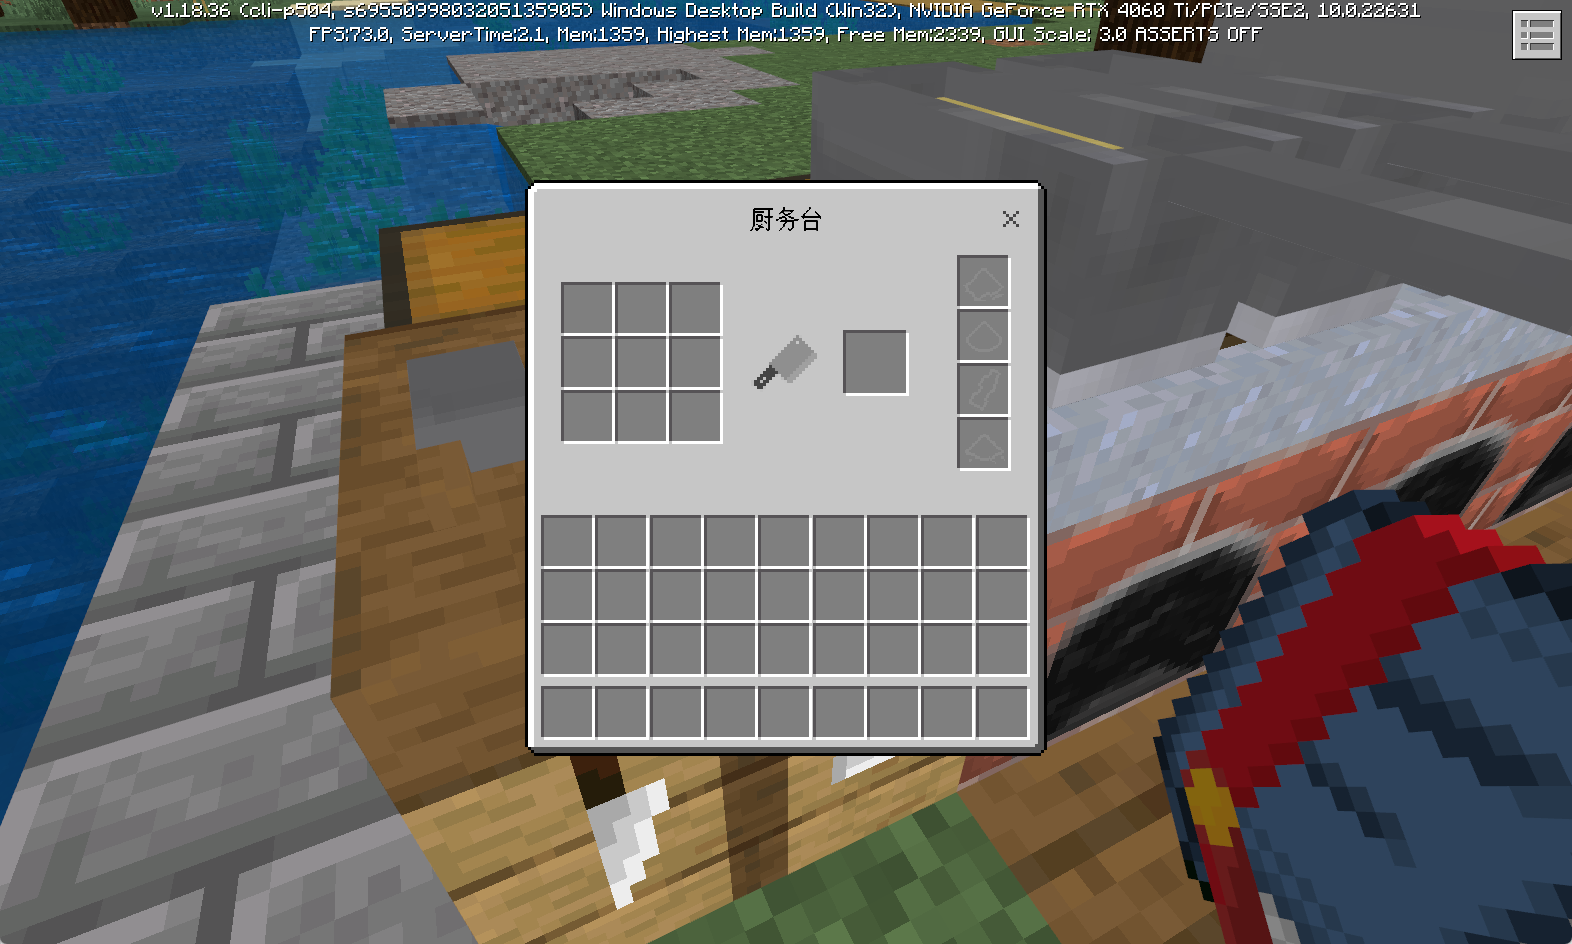 v1.18.36 (cli-p504, s6955099803205135905) Windows Desktop Build (Win32), NVIDIA GeForce RTX 4060 Ti/PCIe/SSE2, 10.0.22631
FPS:73.0, ServerTime:2.1, Mem:1359, Highest Mem:1359, Free Mem:2339, GUI Scale: 3.0 ASSERTS OFF
厨务台